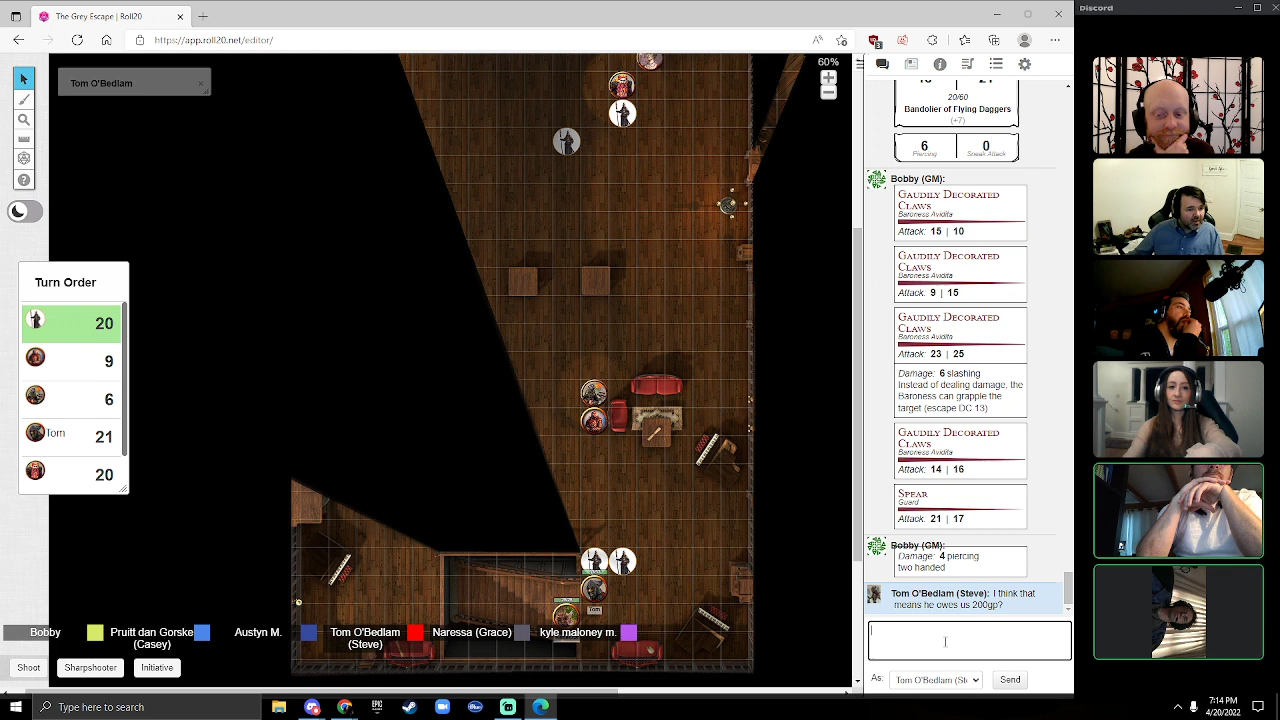 The Grey Escape | Roll20
Discord
https://app.roll20.net/editor/
Tom O'Bedlam
60%
20/60
Bandolier of Flying Daggers
(+7)
6
0
Piercing
Sneak Attack
Bobby (GM):
GAUDILY DECORATED
CLAWS
Baroness Avidita
Attack: 15 | 10
GAUDILY DECORATED
CLAWS
Baroness Avidita
Attack: 9 | 15
GAUDILY DECORATED
CLAWS
Baroness Avidita
Attack: 23 | 25
Damage: 6 slashing
Instead of dealing damage, the
Baroness can grapple the
target (escape DC 13)
GAUDILY DECORATED
CLAWS
Baroness Avidita
Attack: 14 | 16
SPEAR
Guard
Attack: 21 | 17
Bobby (GM):
Damage: 4 piercing
two handed
Tom O'Bedlam (Steve): I think that
means he owes us 200gp?
As:
Send
Turn Order
20
9
6
Tom
21
20
Tom
Bobby
Pruitt dan Gorske
(Casey)
Austyn M.
Tom O'Bedlam
(Steve)
Naressa (Grace)
kyle maloney m.
Shoot
Sharpshooter
Initiative
Type here to search
EPIC
7:14 PM
4/20/2022